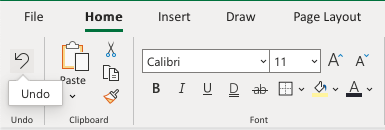 File Home Insert Draw Page Layout
Calibri 11 A A
Paste B I U D ab A
Undo
Undo Clipboard Font